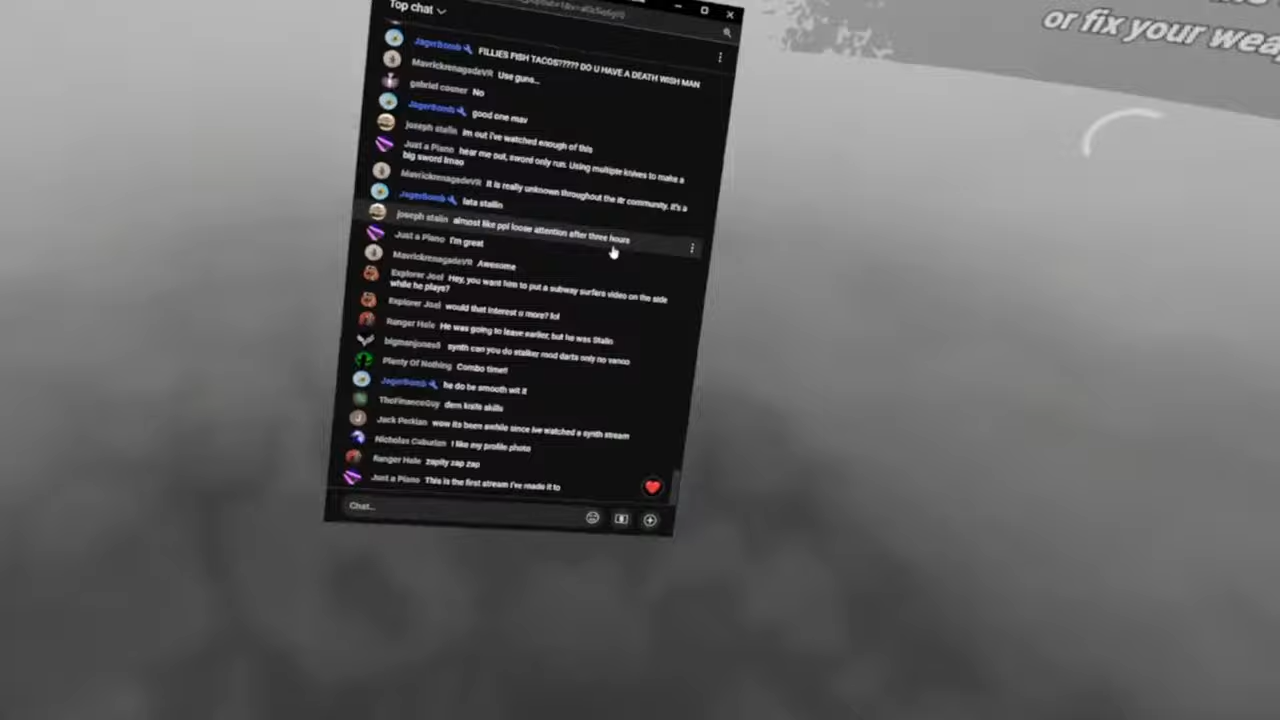 or fix your wea
Top chat
JagerBomb FILLIES FISH TACOS????? DO U HAVE A DEATH WISH MAN
MavrickrenagadeVR Use guns...
gabriel cosner No
JagerBomb good one mav
joseph stalin im out i've watched enough of this
Just a Piano hear me out, sword only run. Using multiple knives to make a
big sword lmao
MavrickrenagadeVR It is really unknown throughout the itr community, it's a
JagerBomb lata stallin
joseph stalin almost like ppl loose attention after three hours
Just a Piano I'm great
MavrickrenagadeVR Awesome
Explorer Joel Hey, you want him to put a subway surfers video on the side
while he plays?
Explorer Joel would that interest u more? lol
Ranger Hale He was going to leave earlier, but he was Stalin
bigmanjones6 synth can you do stalker mod darts only no vanoo
Plenty Of Nothing Combo time!!
JagerBomb he do be smooth wit it
TheFinanceGuy dem knife skills
Jack Perkian wow its been awhile since ive watched a synth stream
Nicholas Caburian I like my profile photo
Ranger Hale zapity zap zap
Just a Piano This is the first stream I've made it to
Chat...